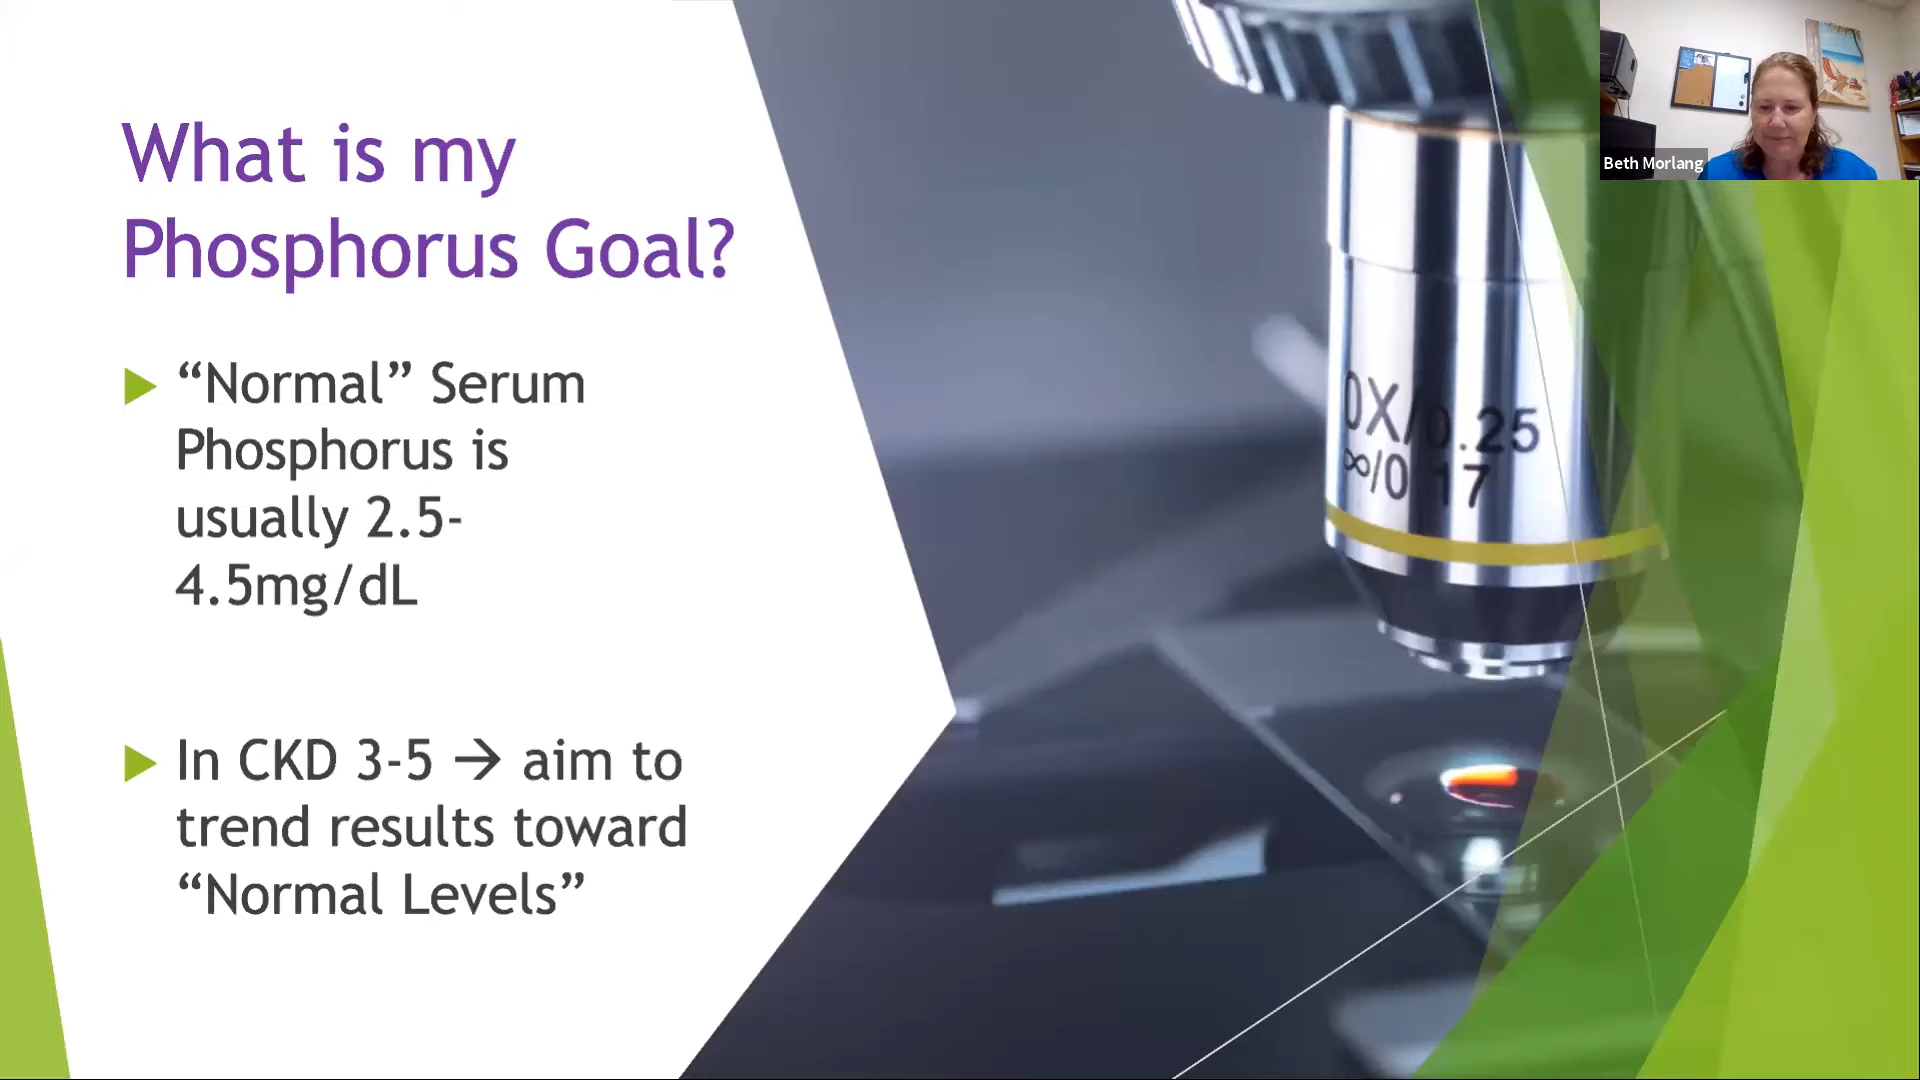 What is my
Phosphorus Goal?
“Normal” Serum
Phosphorus is
usually 2.5-
4.5mg/dL
In CKD 3-5 → aim to
trend results toward
“Normal Levels”
0X/0.25
∞/0 17
Beth Morlang